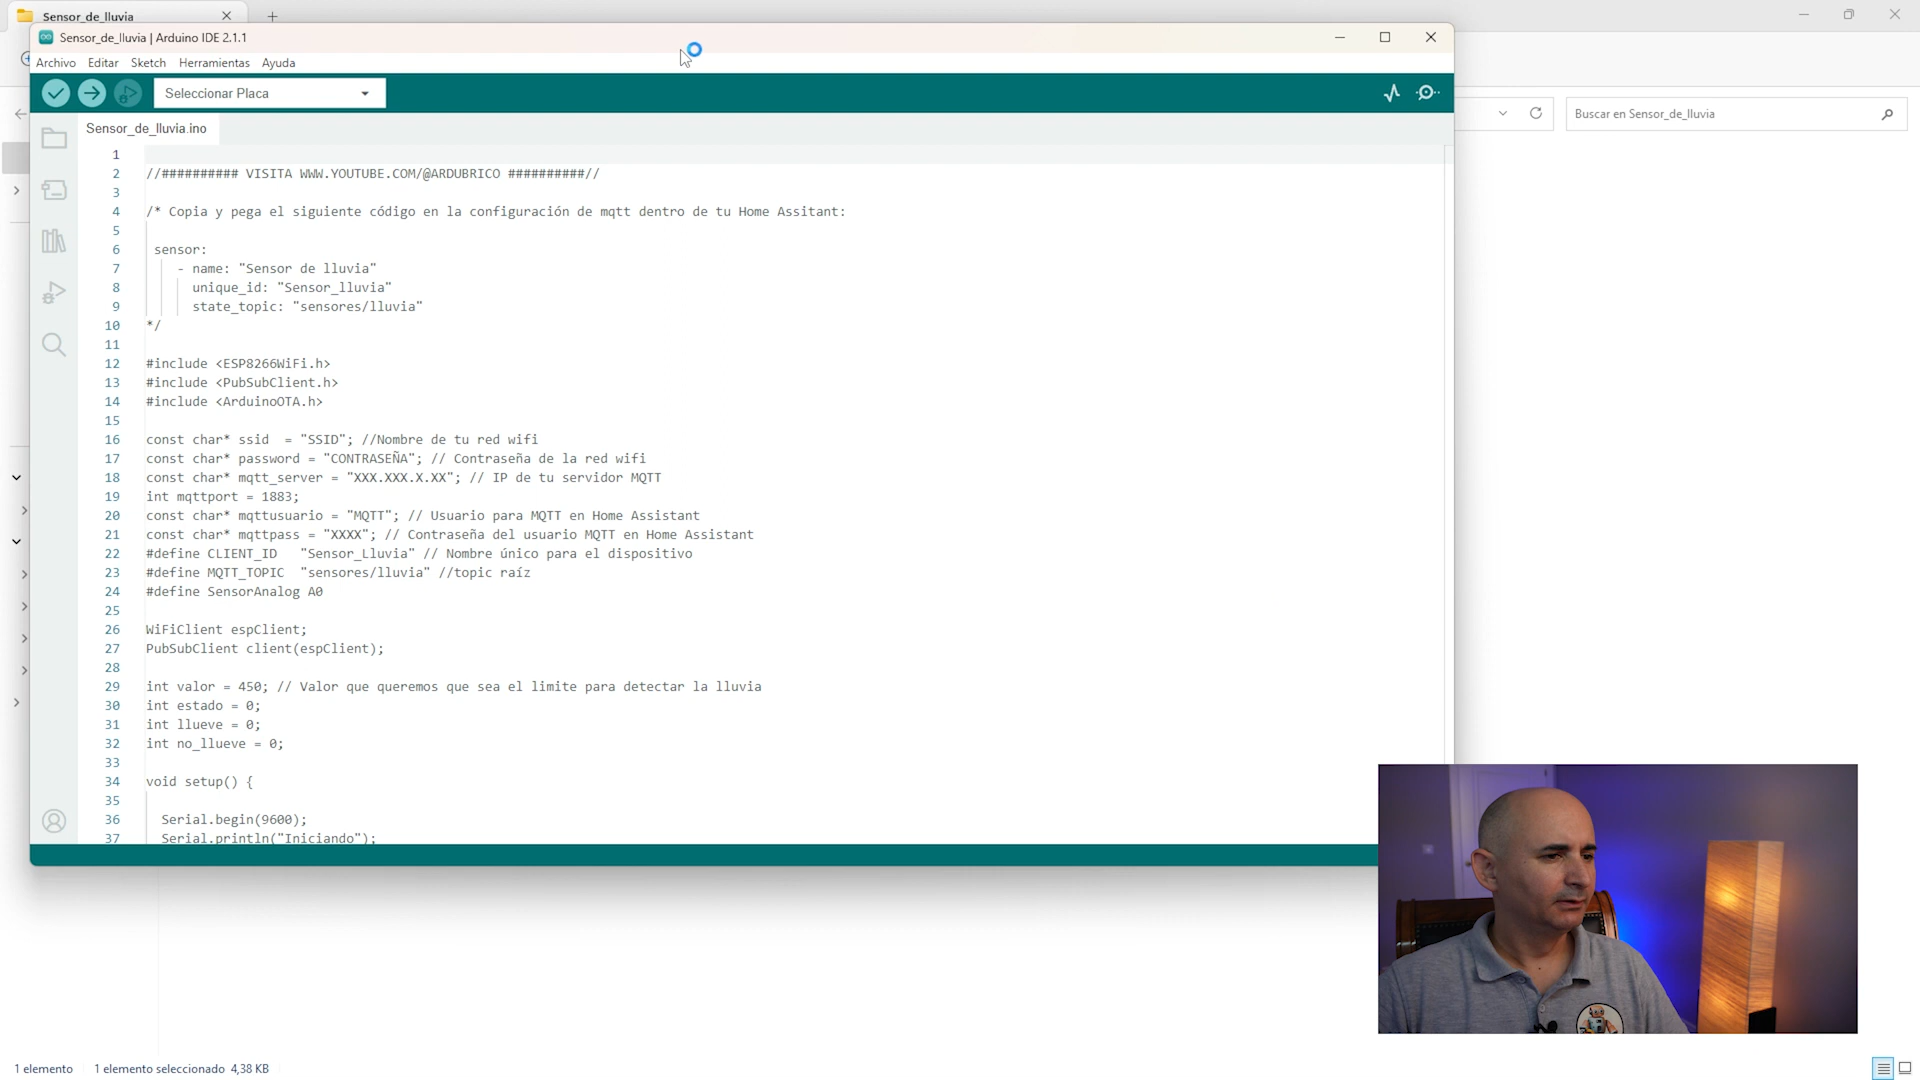 Sensor_de_lluvia
Sensor_de_lluvia | Arduino IDE 2.1.1
Archivo Editar Sketch Herramientas Ayuda
Seleccionar Placa
Buscar en Sensor_de_lluvia
Sensor_de_lluvia.ino
1
2 //########## VISITA WWW.YOUTUBE.COM/@ARDUBRICO ##########//
3
4 /* Copia y pega el siguiente código en la configuración de mqtt dentro de tu Home Assitant:
5
6 sensor:
7 - name: "Sensor de lluvia"
8 unique_id: "Sensor_lluvia"
9 state_topic: "sensores/lluvia"
10 */
11
12 #include <ESP8266WiFi.h>
13 #include <PubSubClient.h>
14 #include <ArduinoOTA.h>
15
16 const char* ssid = "SSID"; //Nombre de tu red wifi
17 const char* password = "CONTRASEÑA"; // Contraseña de la red wifi
18 const char* mqtt_server = "XXX.XXX.X.XX"; // IP de tu servidor MQTT
19 int mqttport = 1883;
20 const char* mqttusuario = "MQTT"; // Usuario para MQTT en Home Assistant
21 const char* mqttpass = "XXXX"; // Contraseña del usuario MQTT en Home Assistant
22 #define CLIENT_ID "Sensor_Lluvia" // Nombre único para el dispositivo
23 #define MQTT_TOPIC "sensores/lluvia" //topic raíz
24 #define SensorAnalog A0
25
26 WiFiClient espClient;
27 PubSubClient client(espClient);
28
29 int valor = 450; // Valor que queremos que sea el limite para detectar la lluvia
30 int estado = 0;
31 int llueve = 0;
32 int no_llueve = 0;
33
34 void setup() {
35
36 Serial.begin(9600);
37 Serial.println("Iniciando");
1 elemento 1 elemento seleccionado 4,38 KB